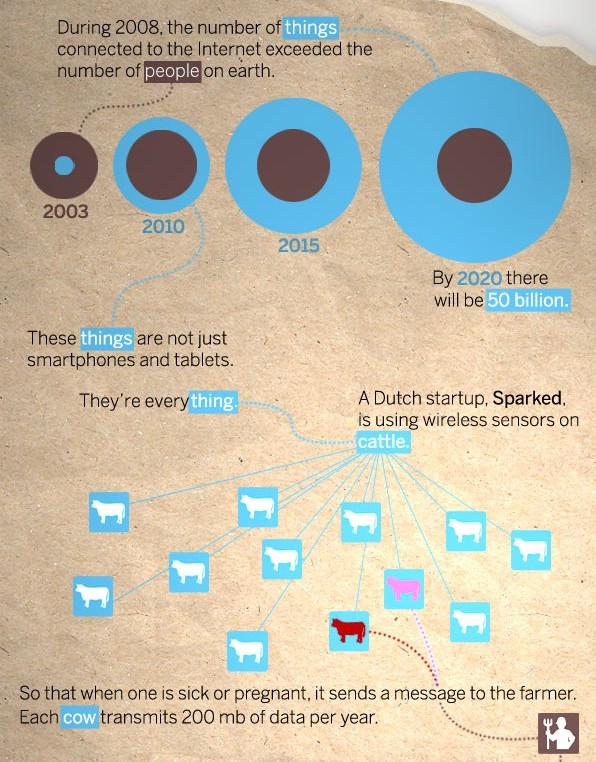 During 2008, the number of things
connected to the Internet exceeded the
number of people on earth.
2003
2010
2015
By 2020 there
will be 50 billion.
These things are not just
smartphones and tablets.
They're every thing.
A Dutch startup, Sparked,
is using wireless sensors on
cattle.
So that when one is sick or pregnant, it sends a message to the farmer.
Each cow transmits 200 mb of data per year.